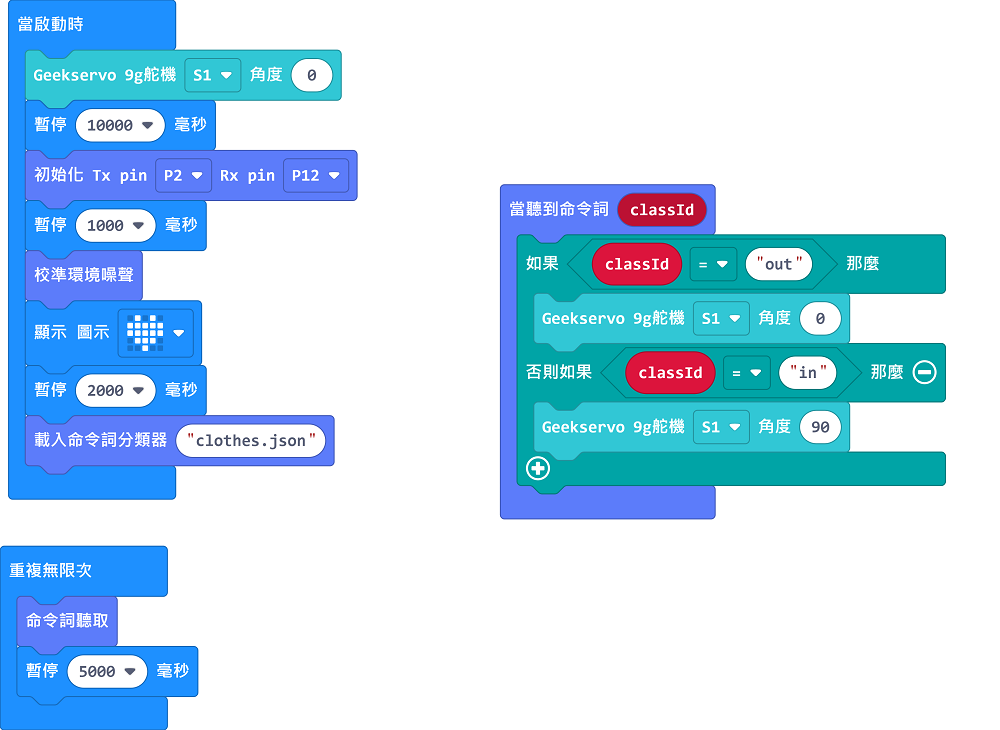 當啟動時
Geekservo 9g舵機 S1 角度 0
暫停 10000 毫秒
初始化 Tx pin P2 Rx pin P12
暫停 1000 毫秒
校準環境噪聲
顯示 圖示
暫停 2000 毫秒
載入命令詞分類器 "clothes.json"
當聽到命令詞 classId
如果 classId = "out" 那麼
Geekservo 9g舵機 S1 角度 0
否則如果 classId = "in" 那麼
Geekservo 9g舵機 S1 角度 90
重複無限次
命令詞聽取
暫停 5000 毫秒